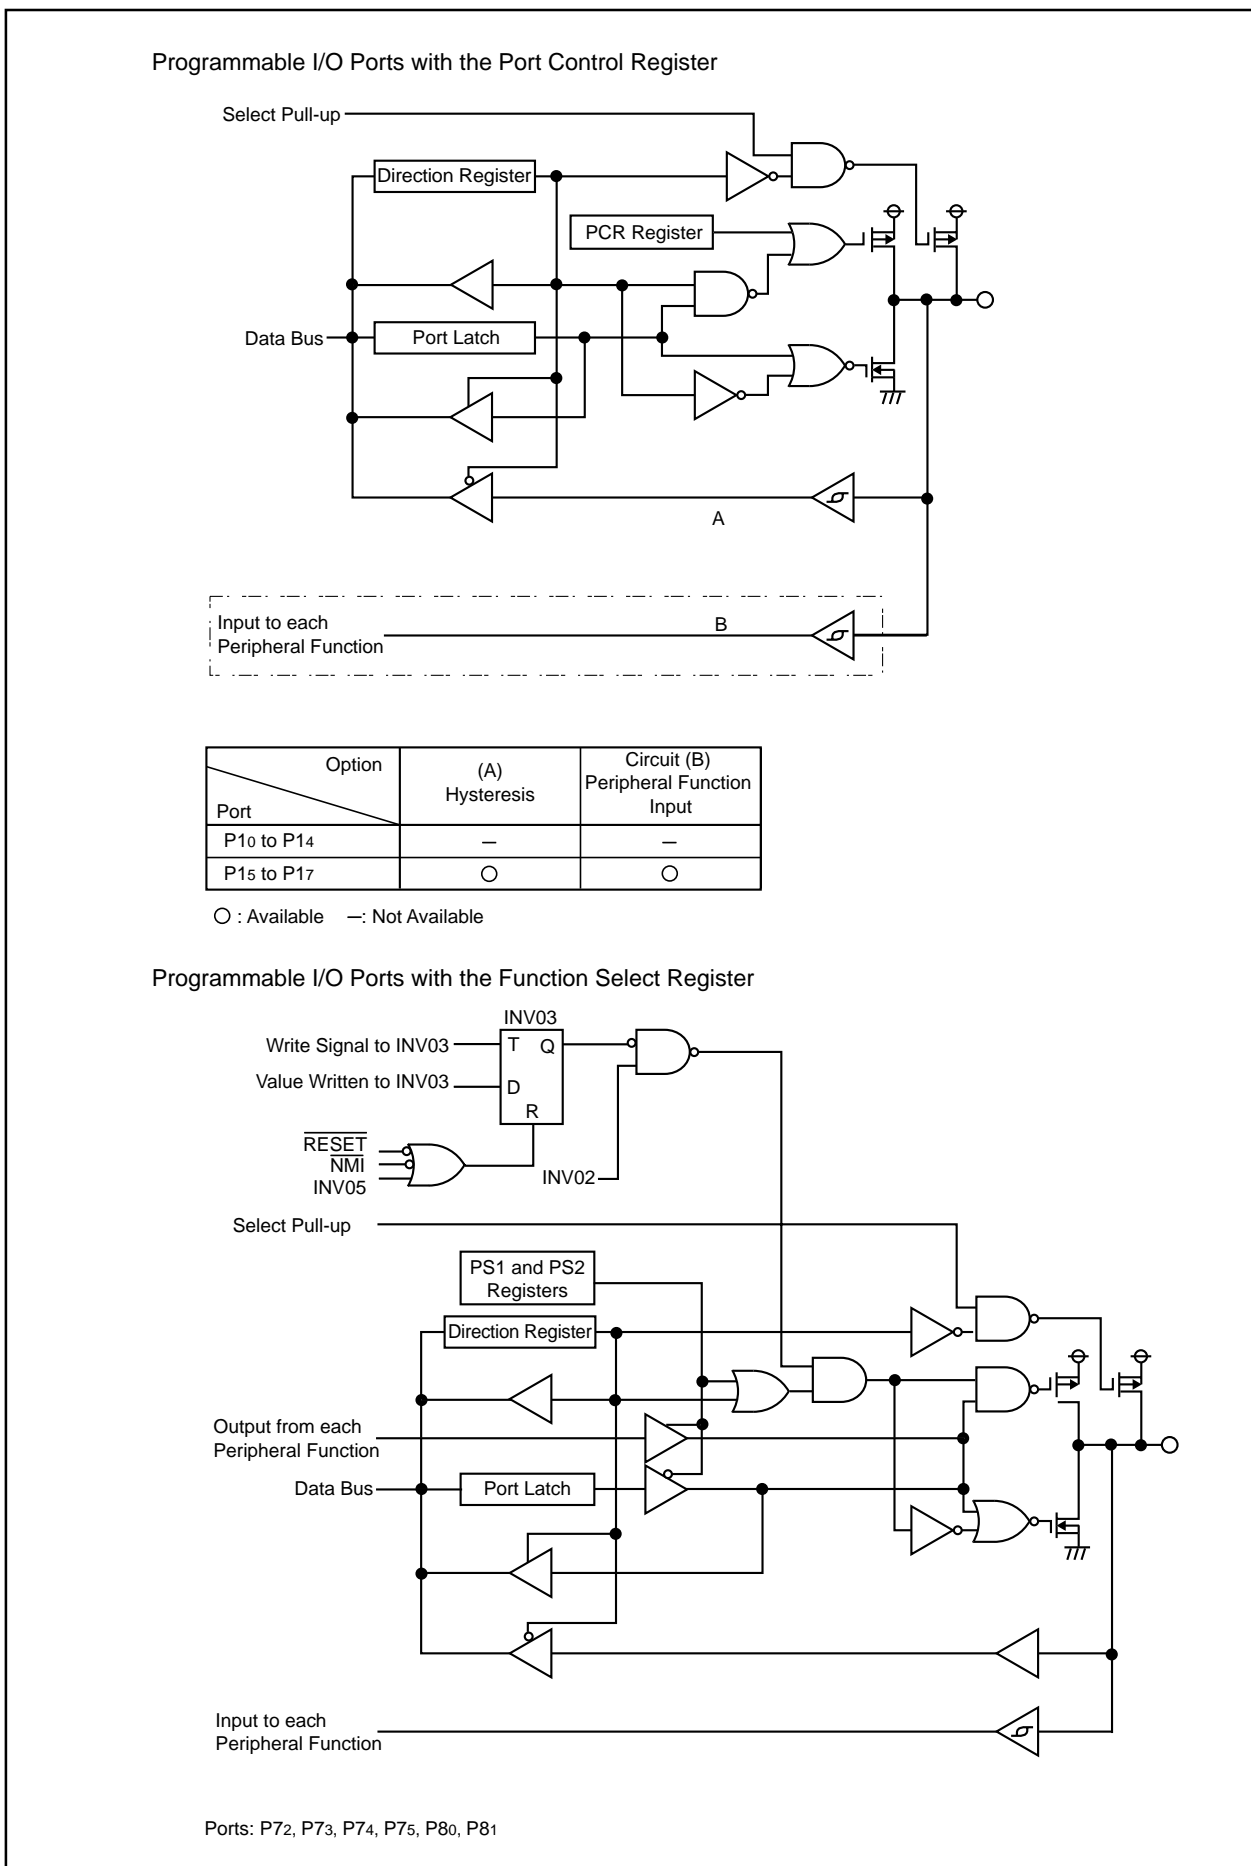 Programmable I/O Ports with the Port Control Register
Select Pull-up
Direction Register
PCR Register
Data Bus
Port Latch
A
Input to each
Peripheral Function
B
Option
Port
(A)
Hysteresis
Circuit (B)
Peripheral Function
Input
P10 to P14
–
–
P15 to P17
○
○
○ : Available –: Not Available
Programmable I/O Ports with the Function Select Register
INV03
Write Signal to INV03
T
Q
Value Written to INV03
D
R
RESET
NMI
INV05
INV02
Select Pull-up
PS1 and PS2
Registers
Direction Register
Output from each
Peripheral Function
Data Bus
Port Latch
Input to each
Peripheral Function
Ports: P72, P73, P74, P75, P80, P81